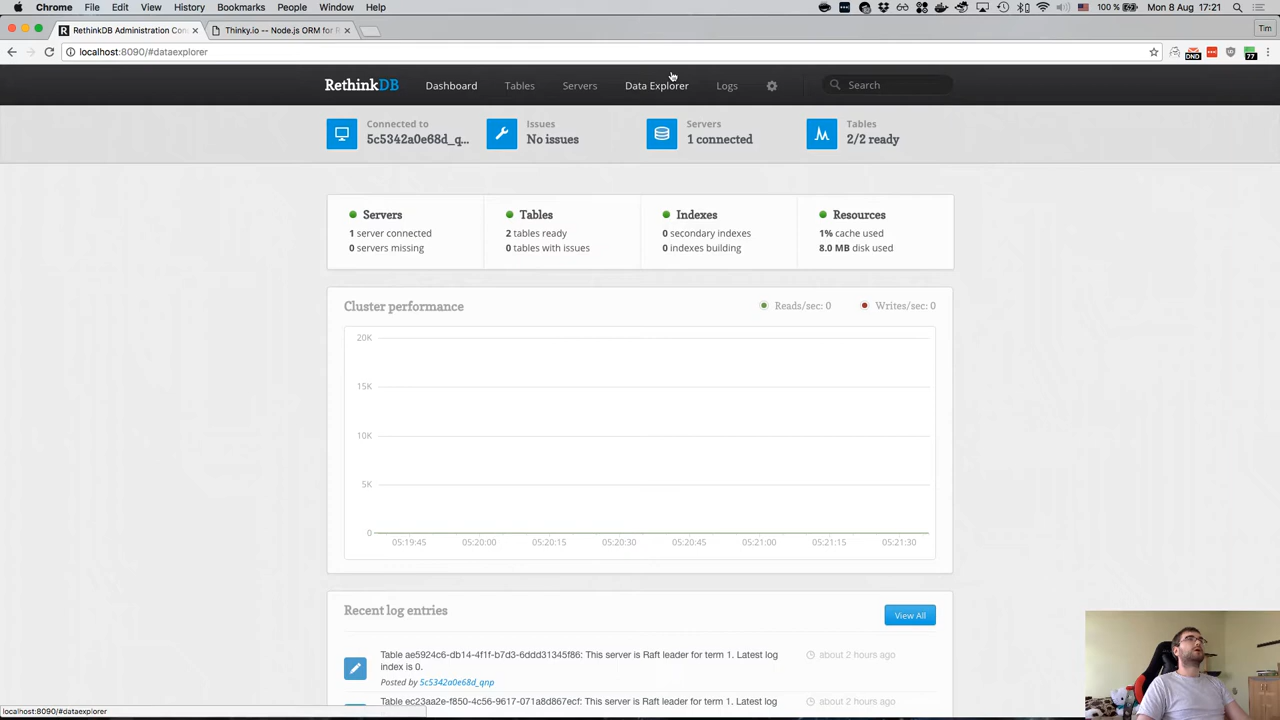 Chrome File Edit View History Bookmarks People Window Help 100 % Mon 8 Aug 17:21
RethinkDB Administration Con Thinky.io -- Node.js ORM for R Tim
localhost:8090/#dataexplorer DND 77
RethinkDB Dashboard Tables Servers Data Explorer Logs Search
Connected to Issues Servers Tables
5c5342a0e68d_q... No issues 1 connected 2/2 ready
Servers Tables Indexes Resources
1 server connected 2 tables ready 0 secondary indexes 1% cache used
0 servers missing 0 tables with issues 0 indexes building 8.0 MB disk used
Cluster performance Reads/sec: 0 Writes/sec: 0
20K
15K
10K
5K
0
05:19:45 05:20:00 05:20:15 05:20:30 05:20:45 05:21:00 05:21:15 05:21:30
Recent log entries View All
Table ae5924c6-db14-4f1f-b7d3-6ddd31345f86: This server is Raft leader for term 1. Latest log about 2 hours ago
index is 0.
Posted by 5c5342a0e68d_qnp
Table ec23aa2e-f850-4c56-9617-071a8d867ecf: This server is Raft leader for term 1. Latest log about 2 hours ago
localhost:8090/#dataexplorer